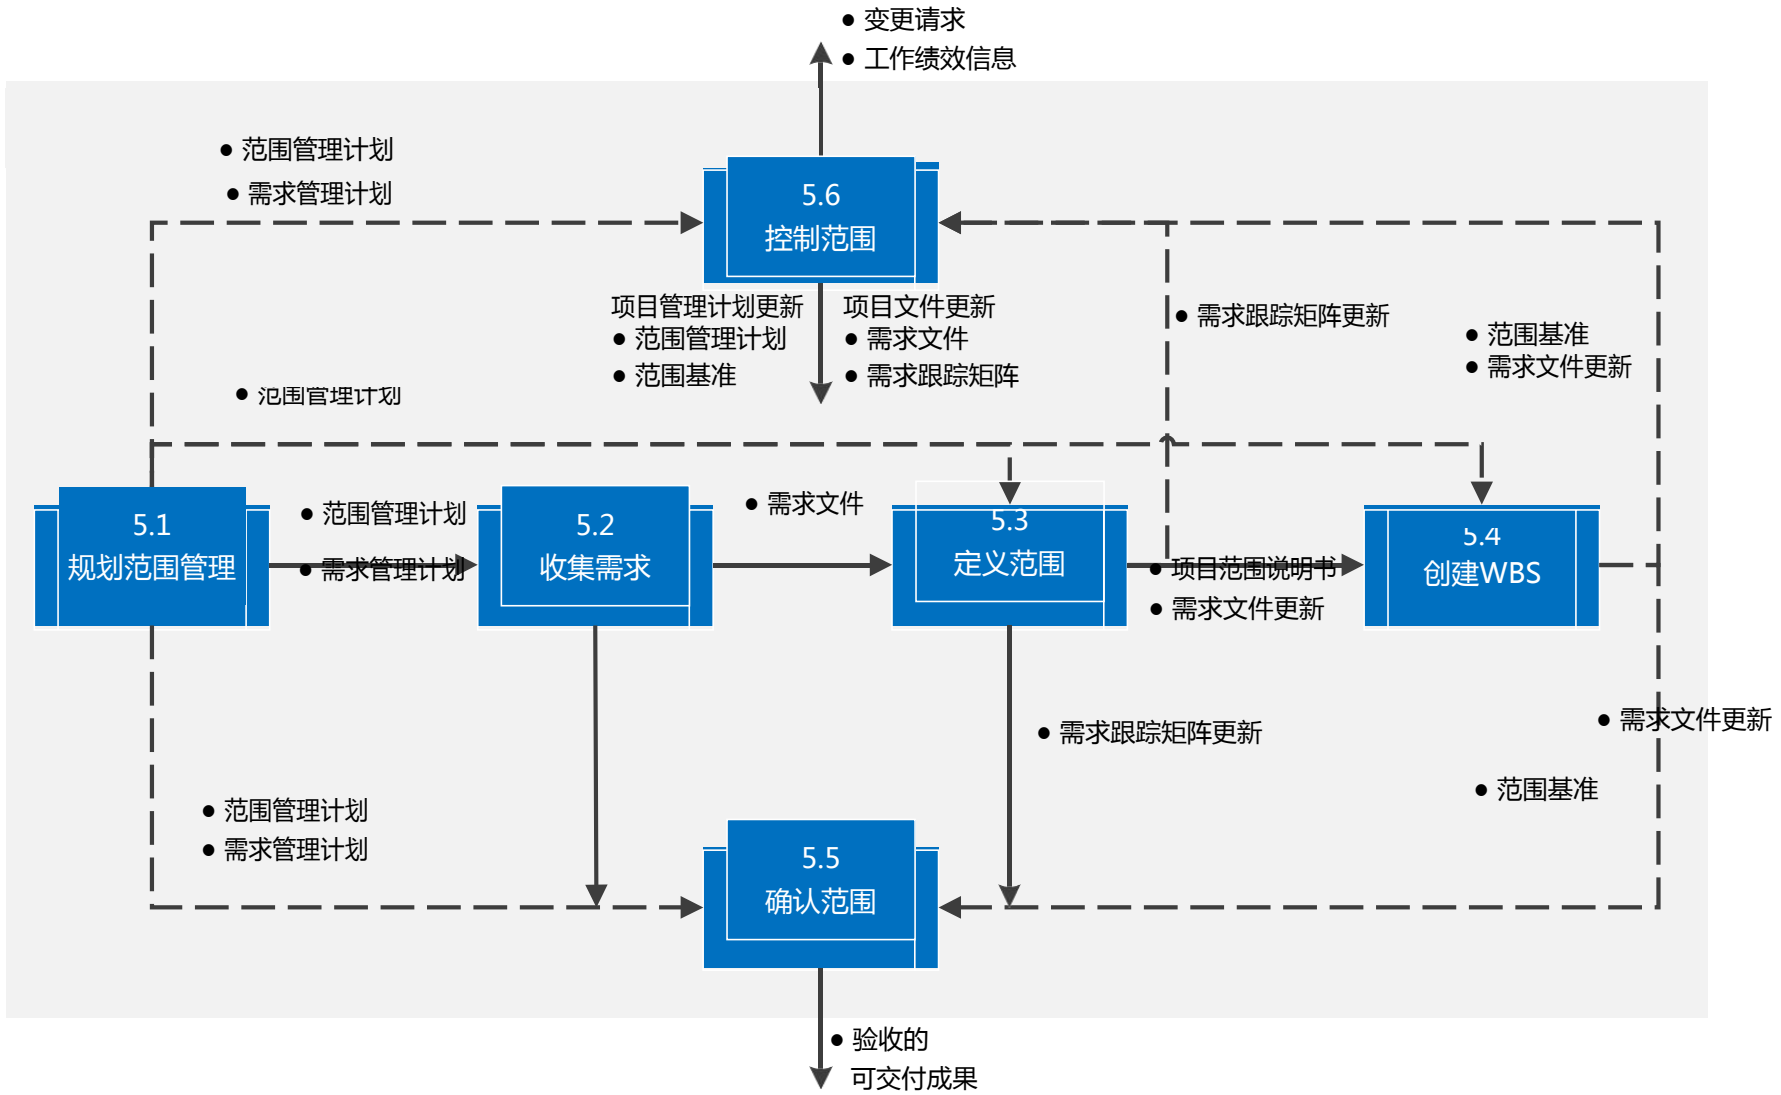 ● 变更请求
● 工作绩效信息
● 范围管理计划
● 需求管理计划
5.6
控制范围
项目管理计划更新
● 范围管理计划
● 范围基准
项目文件更新
● 需求文件
● 需求跟踪矩阵
● 需求跟踪矩阵更新
● 范围基准
● 需求文件更新
● 范围管理计划
5.1
规划范围管理
● 范围管理计划
● 需求管理计划
5.2
收集需求
● 需求文件
5.3
定义范围
● 项目范围说明书
● 需求文件更新
5.4
创建WBS
● 需求跟踪矩阵更新
● 需求文件更新
● 范围基准
● 范围管理计划
● 需求管理计划
5.5
确认范围
● 验收的
可交付成果